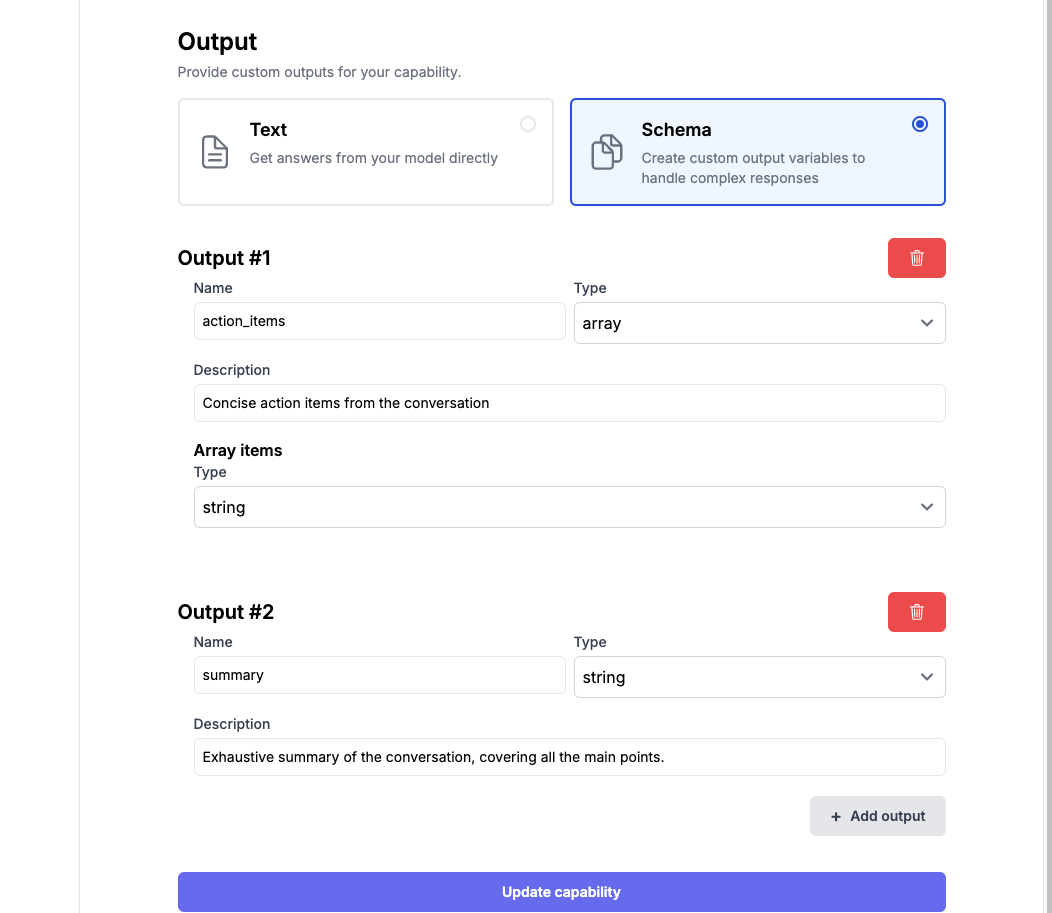 Output
Provide custom outputs for your capability.
Text
Get answers from your model directly
Schema
Create custom output variables to
handle complex responses
Output #1
Name
Type
action_items
array
Description
Concise action items from the conversation
Array items
Type
string
Output #2
Name
Type
summary
string
Description
Exhaustive summary of the conversation, covering all the main points.
+ Add output
Update capability